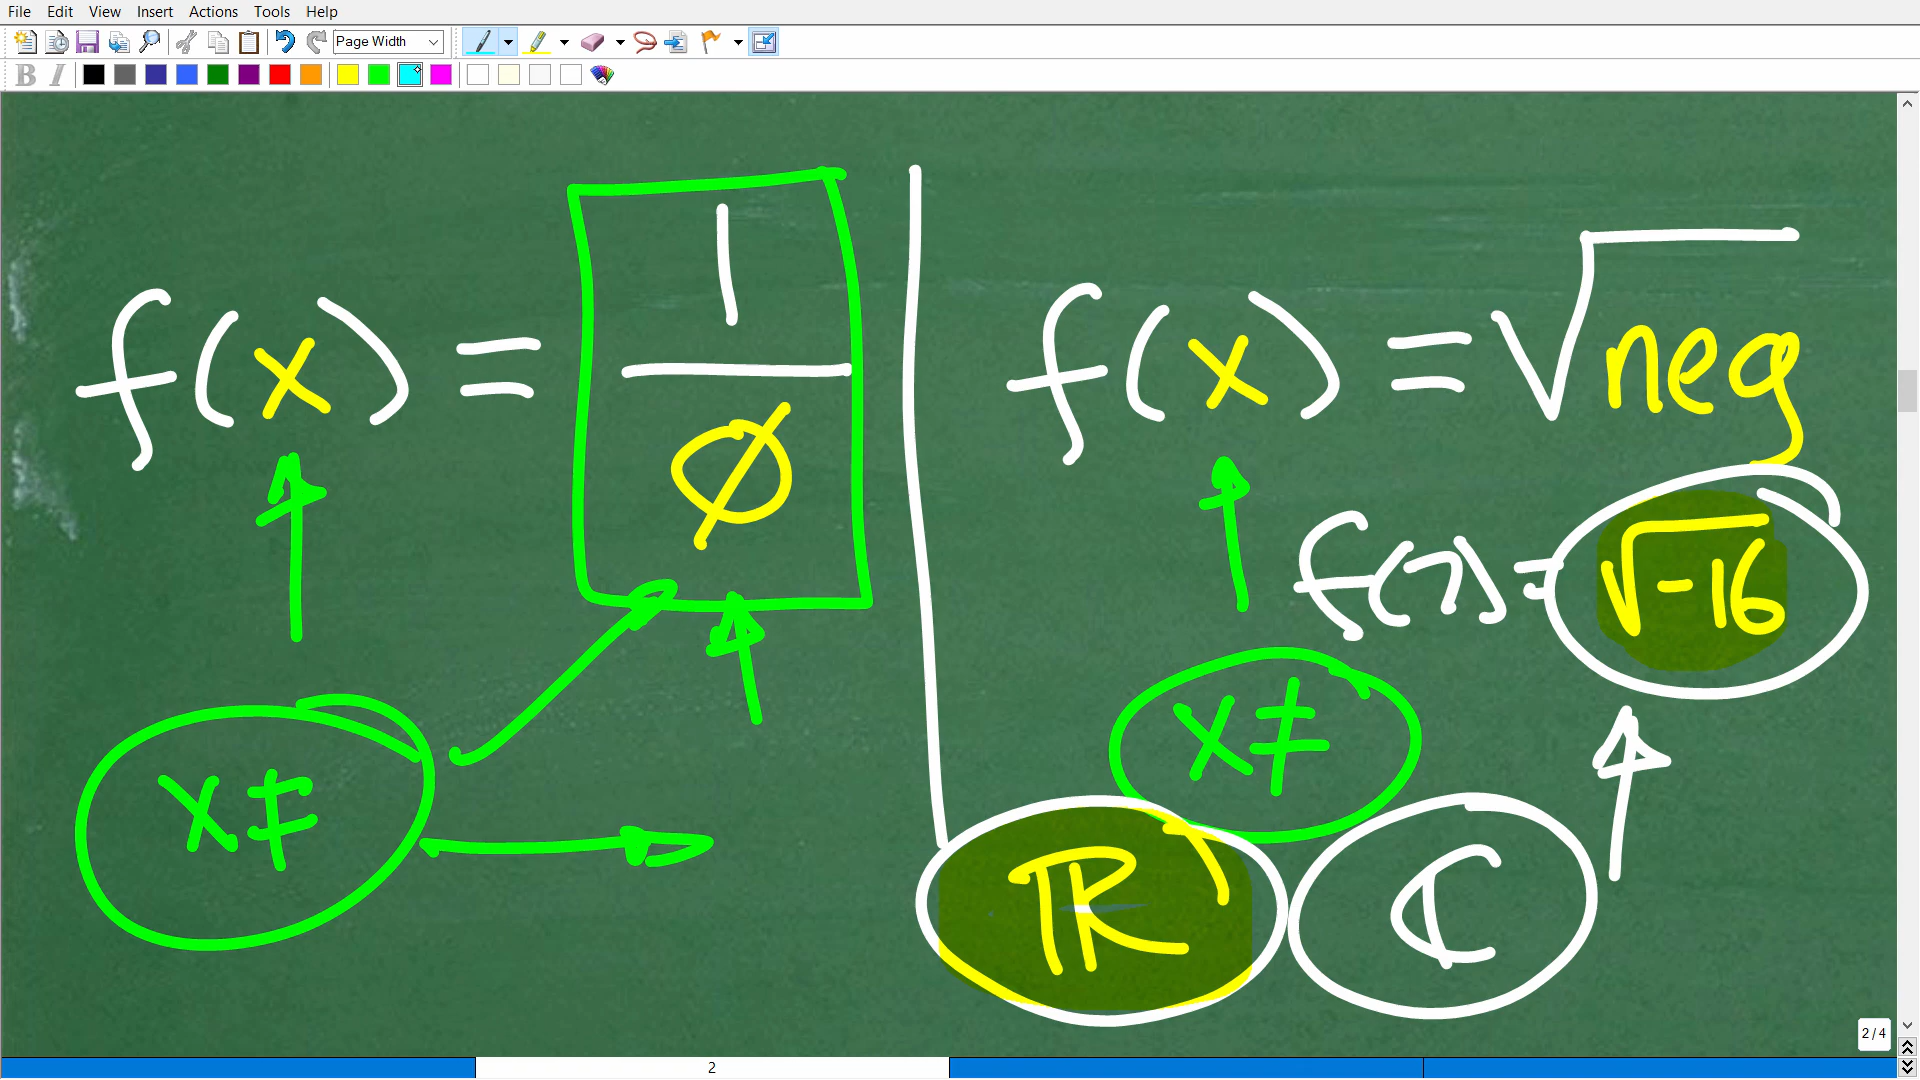 File Edit View Insert Actions Tools Help
Page Width
B I
f(x) = 1/∅
x ≠
f(x) = √neg
f(7) = √-16
x ≠
ℝ ℂ
2 / 4
2